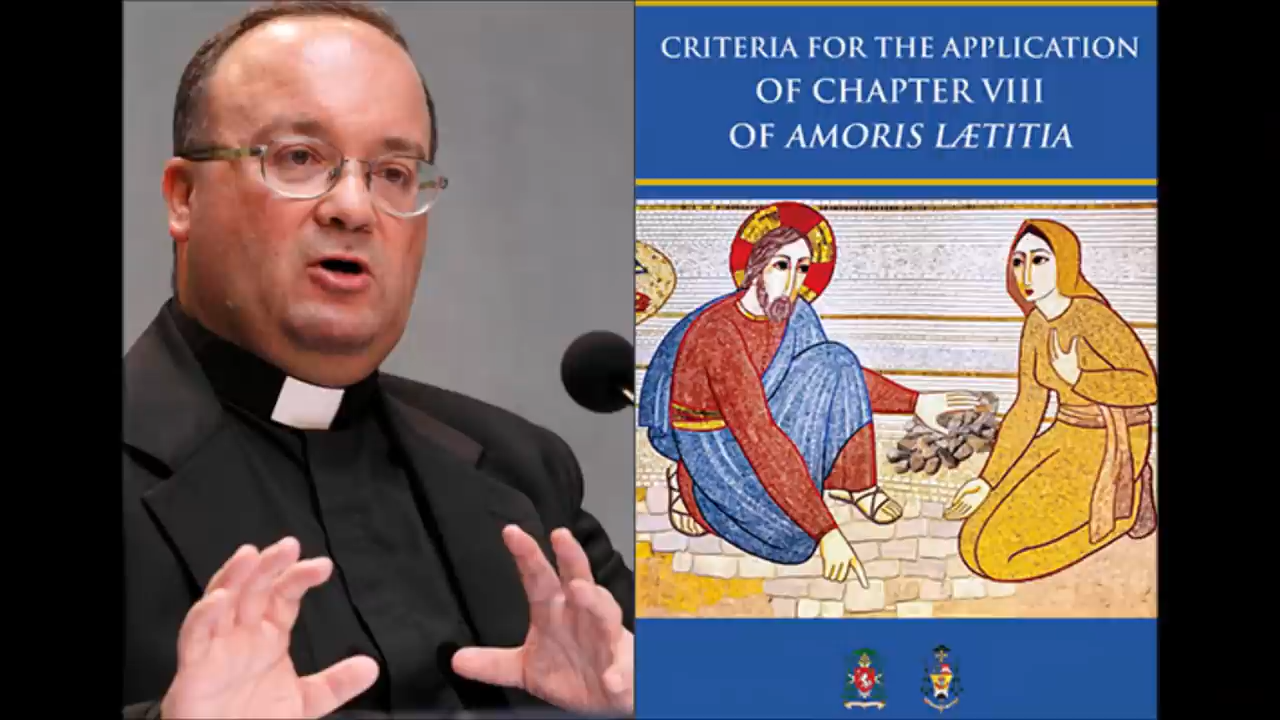 CRITERIA FOR THE APPLICATION
OF CHAPTER VIII
OF AMORIS LÆTITIA